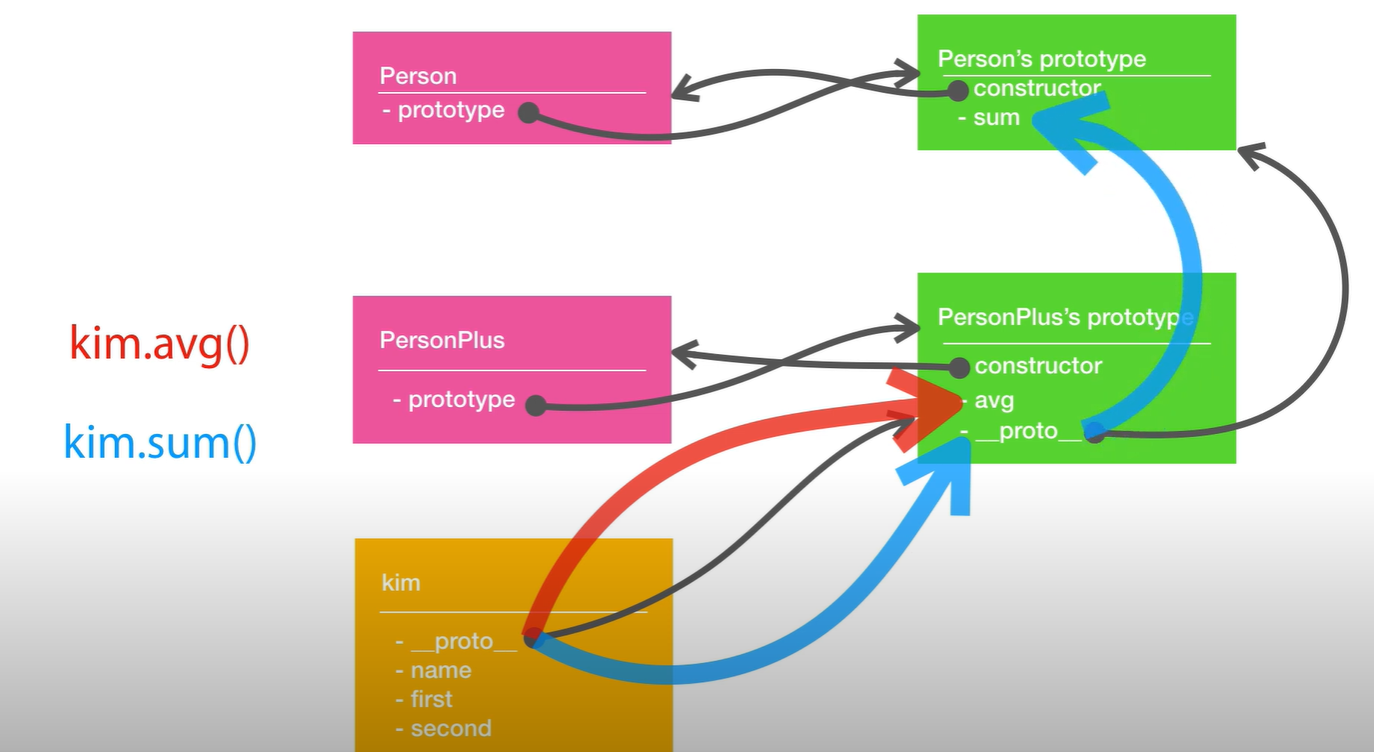 Person
- prototype
Person's prototype
constructor
- sum
kim.avg()
kim.sum()
PersonPlus
- prototype
PersonPlus's prototype
constructor
- avg
- __proto__
kim
- __proto__
- name
- first
- second